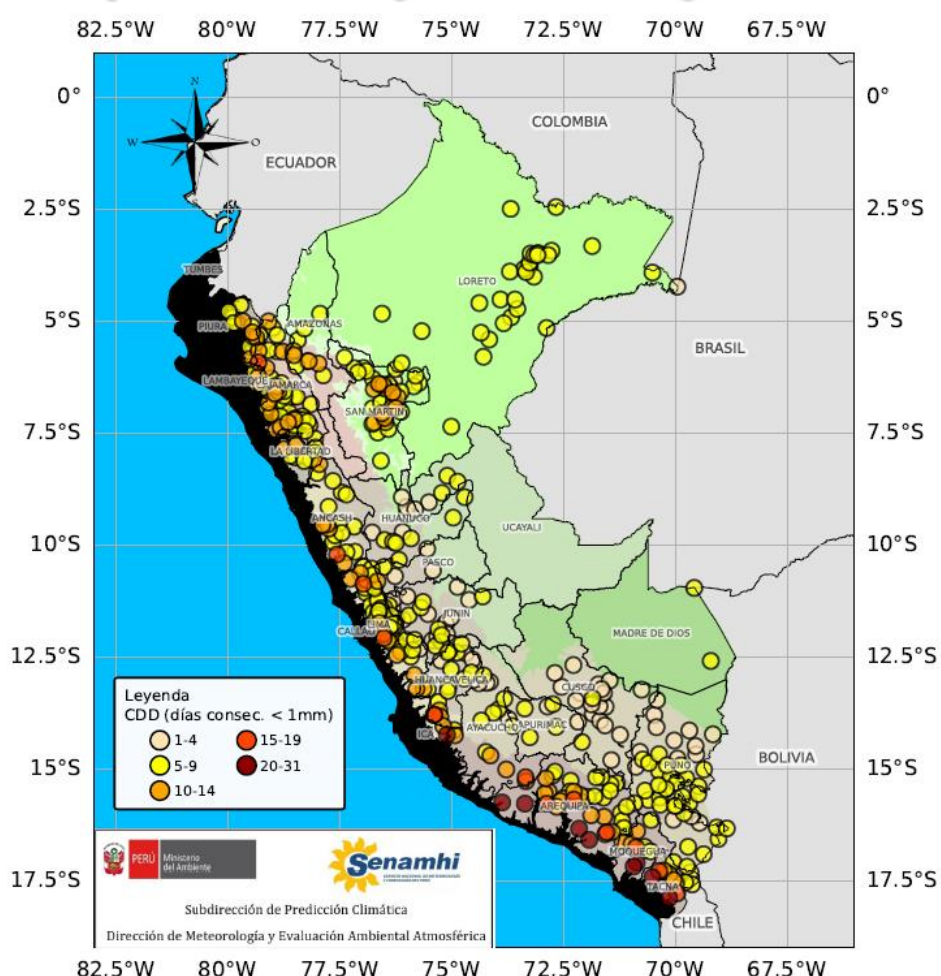 82.5°W 80°W 77.5°W 75°W 72.5°W 70°W 67.5°W
0° 0°
N
W O
S
COLOMBIA
ECUADOR
2.5°S 2.5°S
TUMBES
LORETO
5°S 5°S
PIURA
AMAZONAS
BRASIL
LAMBAYEQUE
SAN MARTIN
7.5°S 7.5°S
LA LIBERTAD
ANCASH
HUANUCO
UCAYALI
10°S 10°S
PASCO
JUNIN
LIMA
CALLAO
MADRE DE DIOS
12.5°S 12.5°S
HUANCAVELICA
CUSCO
Leyenda
CDD (días consec. < 1mm)
1-4 15-19
5-9 20-31
10-14
ICA
AYACUCHO
APURIMAC
BOLIVIA
PUNO
15°S 15°S
AREQUIPA
MOQUEGUA
TACNA
17.5°S 17.5°S
CHILE
PERÚ
Ministerio
del Ambiente
Senamhi
Subdirección de Predicción Climática
Dirección de Meteorología y Evaluación Ambiental Atmosférica
82.5°W 80°W 77.5°W 75°W 72.5°W 70°W 67.5°W